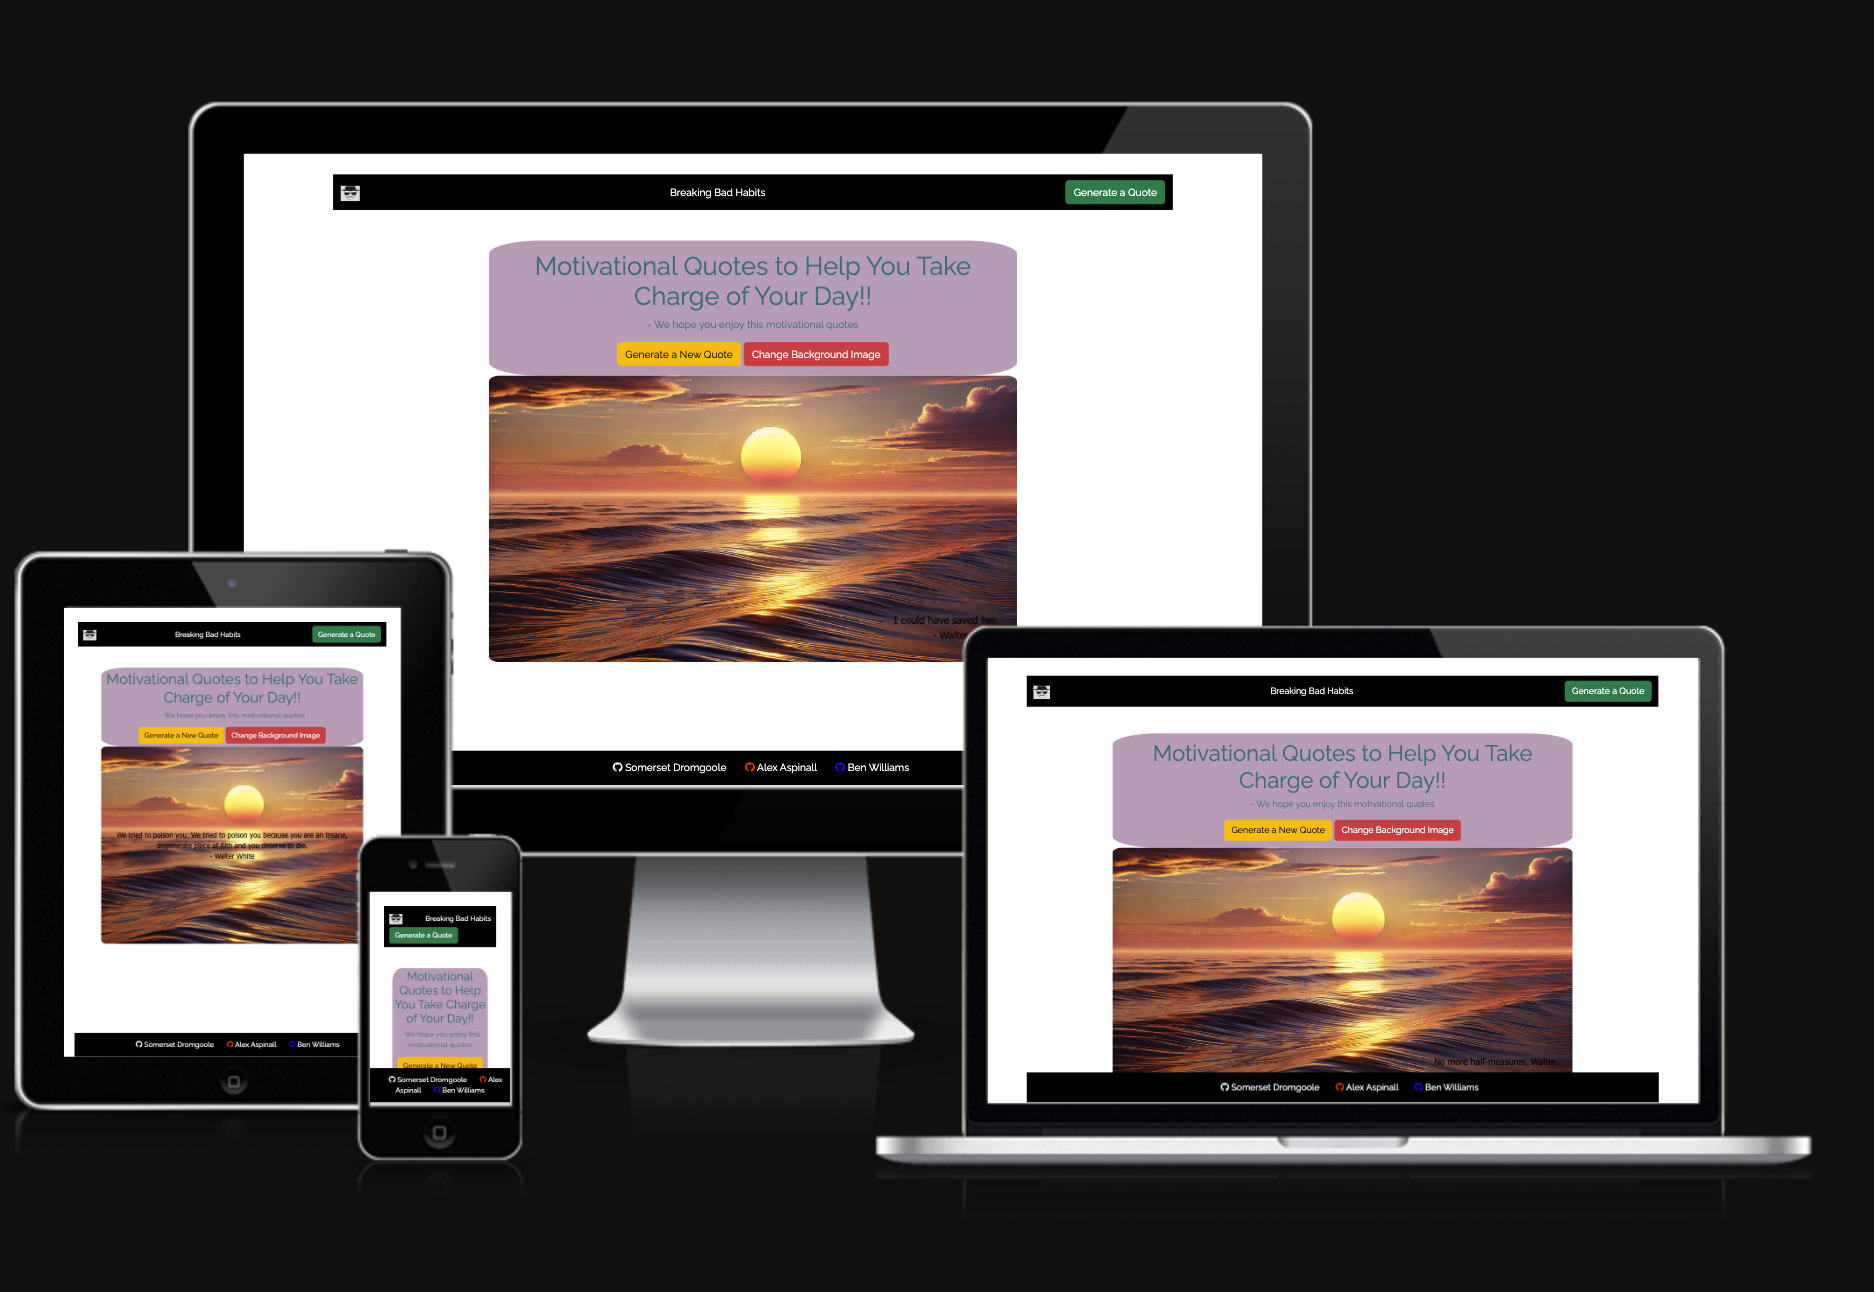 Breaking Bad Habits
Generate a Quote
Motivational Quotes to Help You Take
Charge of Your Day!!
- We hope you enjoy this motivational quotes
Generate a New Quote
Change Background Image
I could have saved her.
- Walter
Somerset Dromgoole Alex Aspinall Ben Williams
Breaking Bad Habits
Generate a Quote
Motivational Quotes to Help You Take
Charge of Your Day!!
- We hope you enjoy this motivational quotes
Generate a New Quote
Change Background Image
We tried to poison you. We tried to poison you because you are an insane,
degenerate piece of filth and you deserve to die.
- Walter White
Somerset Dromgoole Alex Aspinall Ben Williams
Breaking Bad Habits
Generate a Quote
Motivational
Quotes to Help
You Take Charge
of Your Day!!
- We hope you enjoy this
motivational quotes
Generate a New Quote
Somerset Dromgoole Alex
Aspinall Ben Williams
Breaking Bad Habits
Generate a Quote
Motivational Quotes to Help You Take
Charge of Your Day!!
- We hope you enjoy this motivational quotes
Generate a New Quote
Change Background Image
No more half-measures, Walter.
Somerset Dromgoole Alex Aspinall Ben Williams